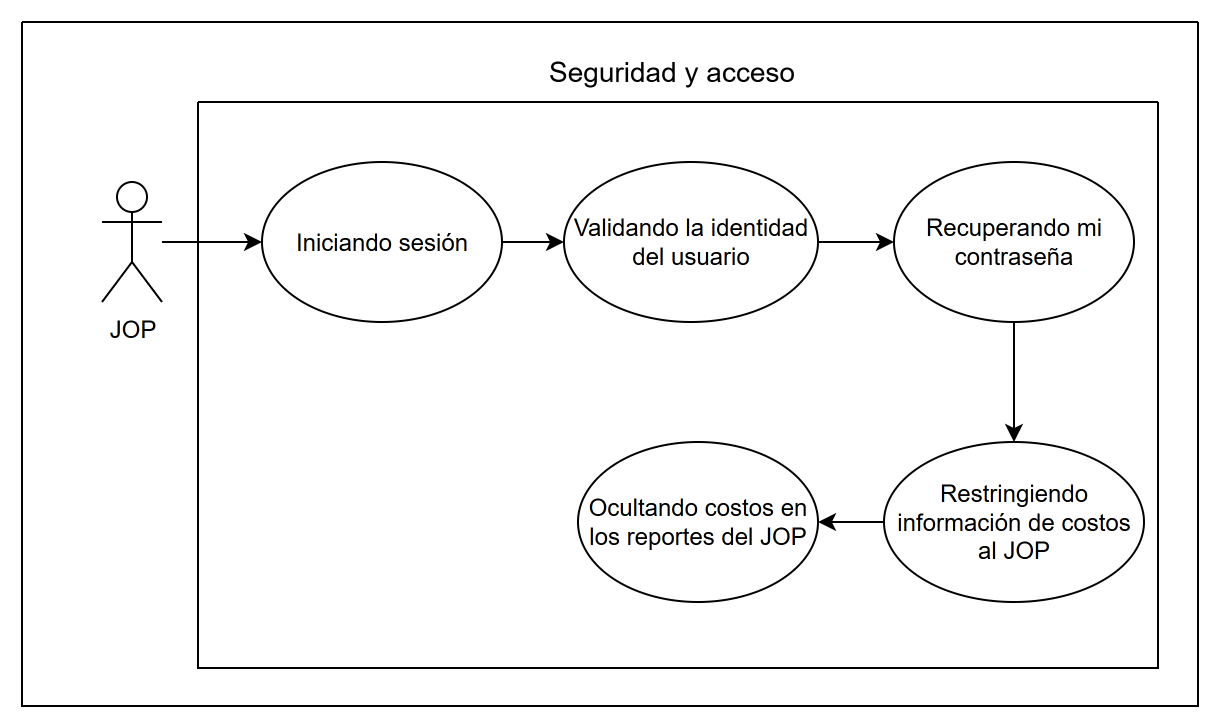 Seguridad y acceso
JOP
Iniciando sesión
Validando la identidad
del usuario
Recuperando mi
contraseña
Restringiendo
información de costos
al JOP
Ocultando costos en
los reportes del JOP